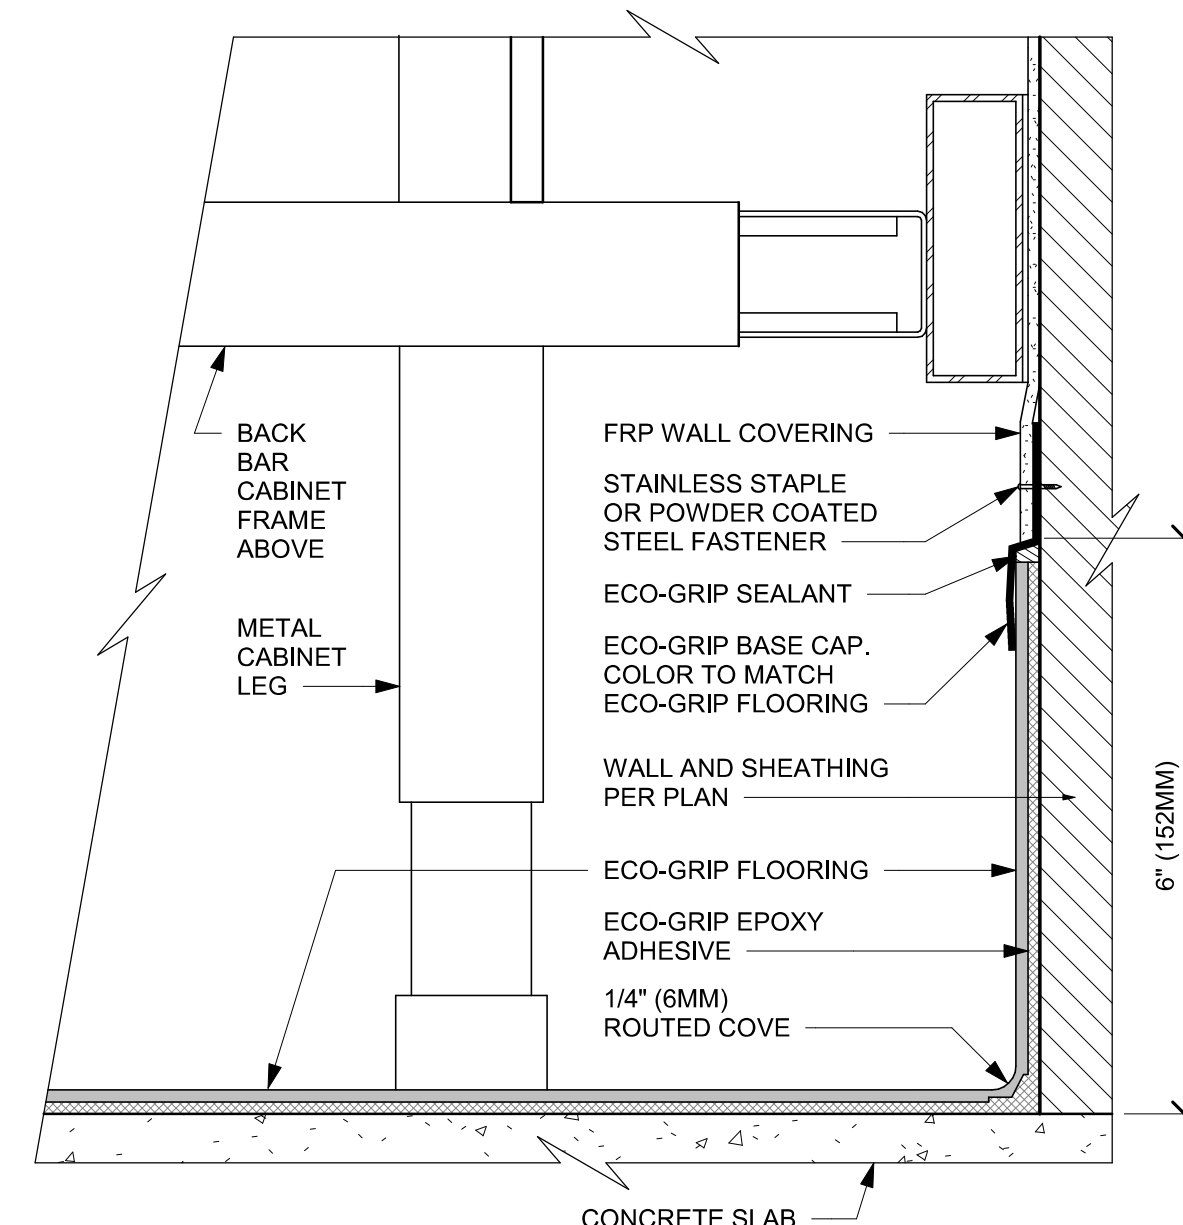 BACK
BAR
CABINET
FRAME
ABOVE
METAL
CABINET
LEG
FRP WALL COVERING
STAINLESS STAPLE
OR POWDER COATED
STEEL FASTENER
ECO-GRIP SEALANT
ECO-GRIP BASE CAP.
COLOR TO MATCH
ECO-GRIP FLOORING
WALL AND SHEATHING
PER PLAN
ECO-GRIP FLOORING
ECO-GRIP EPOXY
ADHESIVE
1/4" (6MM)
ROUTED COVE
6" (152MM)
CONCRETE SLAB